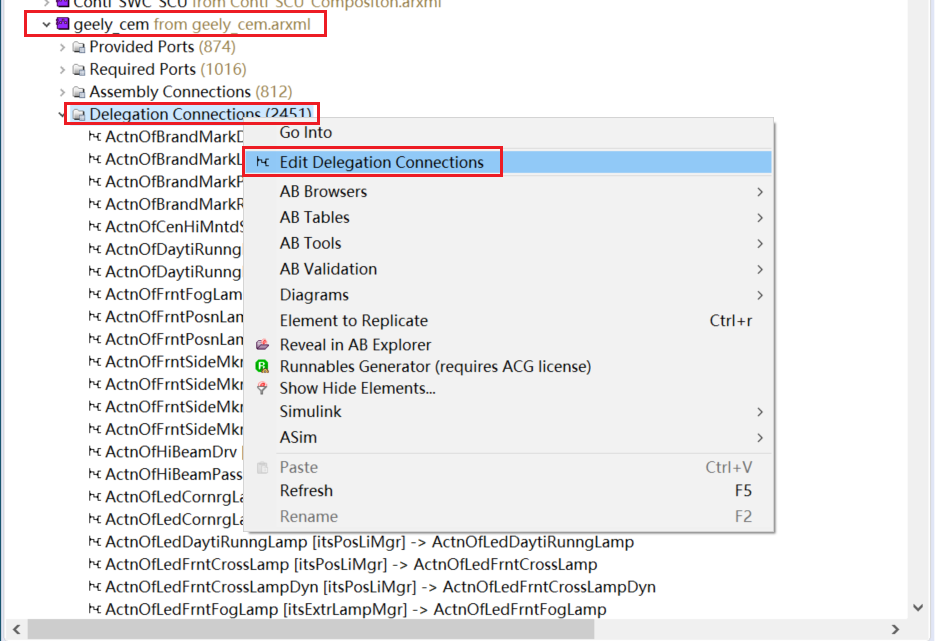 Conti_SWC_SCU from Conti_SCU_Compositon.arxml
geely_cem from geely_cem.arxml
Provided Ports (874)
Required Ports (1016)
Assembly Connections (812)
Delegation Connections (2451)
Go Into
ActnOfBrandMarkD
Edit Delegation Connections
ActnOfBrandMarkL
ActnOfBrandMarkP
AB Browsers
ActnOfBrandMarkR
AB Tables
ActnOfCenHiMntdS
AB Tools
ActnOfDaytiRunng
AB Validation
ActnOfDaytiRunng
Diagrams
ActnOfFrntFogLam
Element to Replicate Ctrl+r
ActnOfFrntPosnLam
Reveal in AB Explorer
ActnOfFrntPosnLam
Runnables Generator (requires ACG license)
ActnOfFrntSideMkr
Show Hide Elements...
ActnOfFrntSideMkr
Simulink
ActnOfFrntSideMkr
ActnOfFrntSideMkr
ASim
ActnOfHiBeamDrv [
Paste Ctrl+V
ActnOfHiBeamPass
Refresh F5
ActnOfLedCornrgLa
Rename F2
ActnOfLedCornrgLa
ActnOfLedDaytiRunngLamp [itsPosLiMgr] -> ActnOfLedDaytiRunngLamp
ActnOfLedFrntCrossLamp [itsPosLiMgr] -> ActnOfLedFrntCrossLamp
ActnOfLedFrntCrossLampDyn [itsPosLiMgr] -> ActnOfLedFrntCrossLampDyn
ActnOfLedFrntFogLamp [itsExtrLampMgr] -> ActnOfLedFrntFogLamp